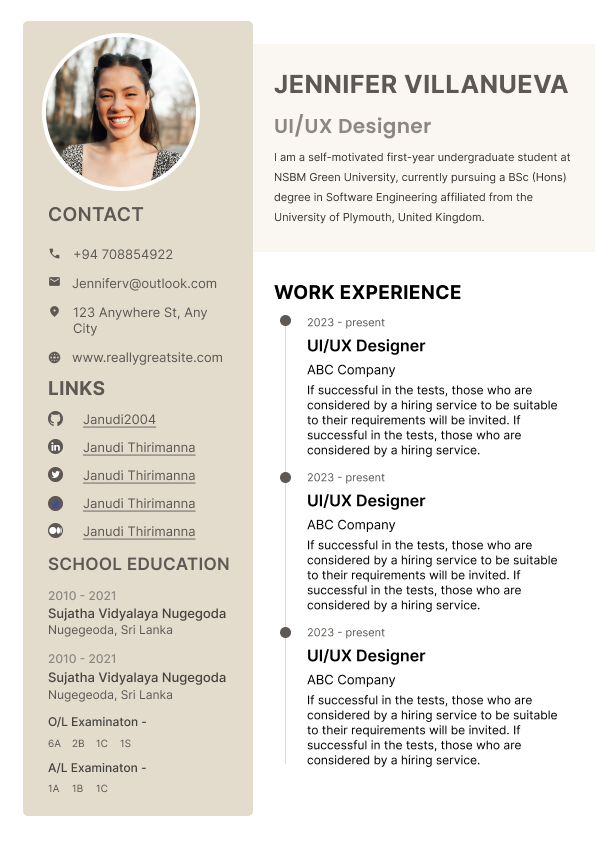 CONTACT
+94 708854922
Jenniferv@outlook.com
123 Anywhere St, Any
City
www.reallygreatsite.com
LINKS
Janudi2004
Janudi Thirimanna
Janudi Thirimanna
Janudi Thirimanna
Janudi Thirimanna
SCHOOL EDUCATION
2010 - 2021
Sujatha Vidyalaya Nugegoda
Nugegeoda, Sri Lanka
2010 - 2021
Sujatha Vidyalaya Nugegoda
Nugegeoda, Sri Lanka
O/L Examinaton -
6A 2B 1C 1S
A/L Examinaton -
1A 1B 1C
JENNIFER VILLANUEVA
UI/UX Designer
I am a self-motivated first-year undergraduate student at
NSBM Green University, currently pursuing a BSc (Hons)
degree in Software Engineering affiliated from the
University of Plymouth, United Kingdom.
WORK EXPERIENCE
2023 - present
UI/UX Designer
ABC Company
If successful in the tests, those who are
considered by a hiring service to be suitable
to their requirements will be invited. If
successful in the tests, those who are
considered by a hiring service.
2023 - present
UI/UX Designer
ABC Company
If successful in the tests, those who are
considered by a hiring service to be suitable
to their requirements will be invited. If
successful in the tests, those who are
considered by a hiring service.
2023 - present
UI/UX Designer
ABC Company
If successful in the tests, those who are
considered by a hiring service to be suitable
to their requirements will be invited. If
successful in the tests, those who are
considered by a hiring service.